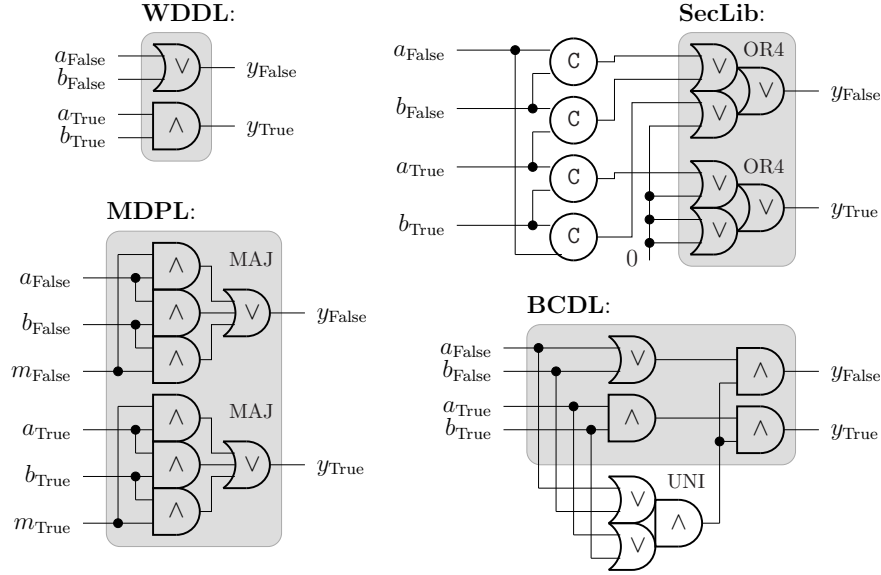 WDDL:
a_False
b_False
∨
y_False
a_True
b_True
∧
y_True
SecLib:
a_False
b_False
a_True
b_True
C
C
C
C
0
OR4
∨
∨
∨
y_False
OR4
∨
∨
∨
y_True
MDPL:
a_False
b_False
m_False
∧
∧
∧
MAJ
∨
y_False
a_True
b_True
m_True
∧
∧
∧
MAJ
∨
y_True
BCDL:
a_False
b_False
a_True
b_True
∨
∧
∧
y_False
∧
y_True
UNI
∨
∨
∧